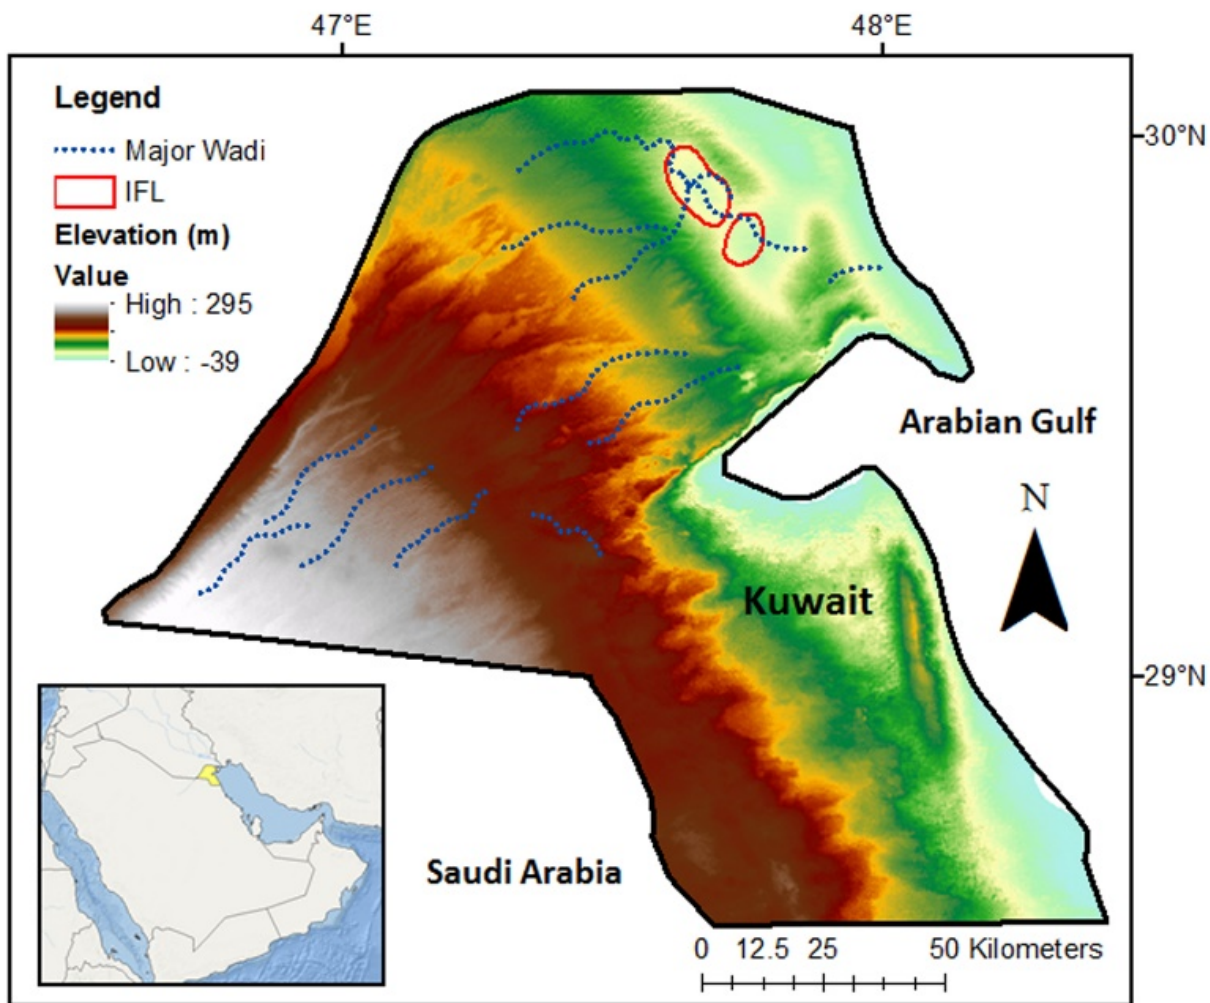 47°E 48°E
Legend
Major Wadi
IFL
Elevation (m)
Value
High : 295
Low : -39
30°N
Arabian Gulf
N
Kuwait
29°N
Saudi Arabia
0 12.5 25 50 Kilometers